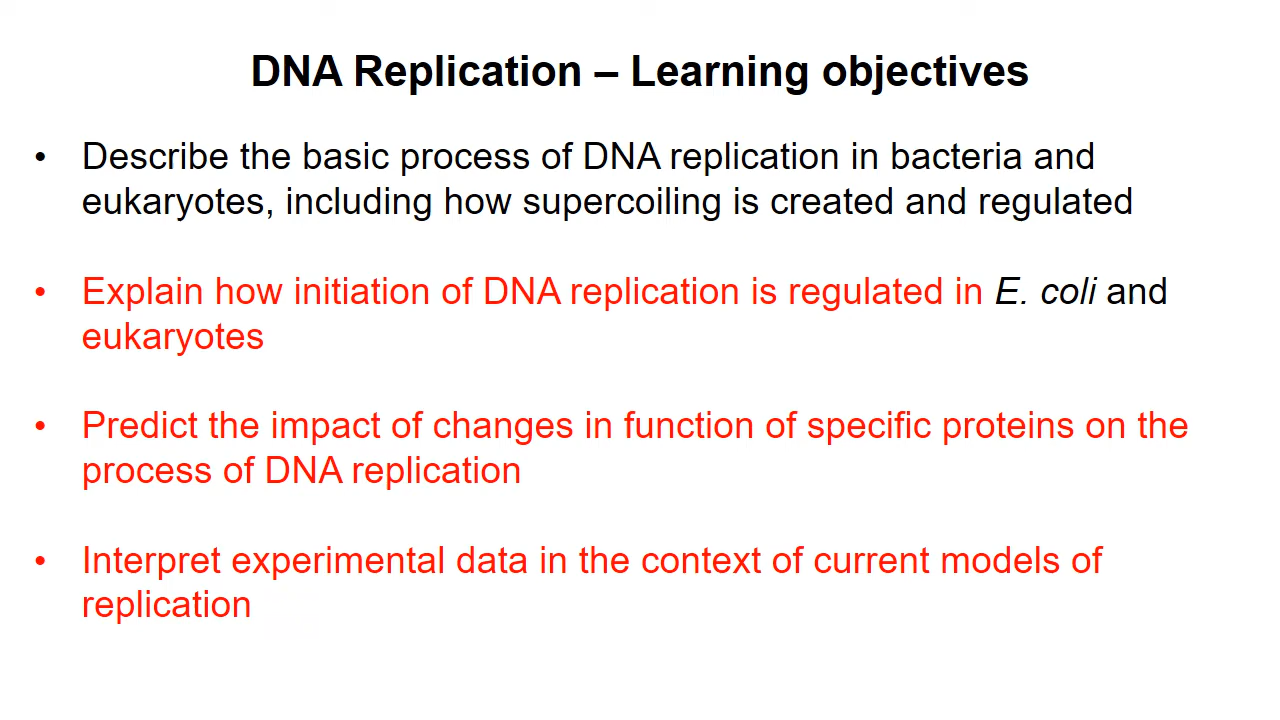 DNA Replication – Learning objectives
• Describe the basic process of DNA replication in bacteria and
eukaryotes, including how supercoiling is created and regulated
• Explain how initiation of DNA replication is regulated in E. coli and
eukaryotes
• Predict the impact of changes in function of specific proteins on the
process of DNA replication
• Interpret experimental data in the context of current models of
replication